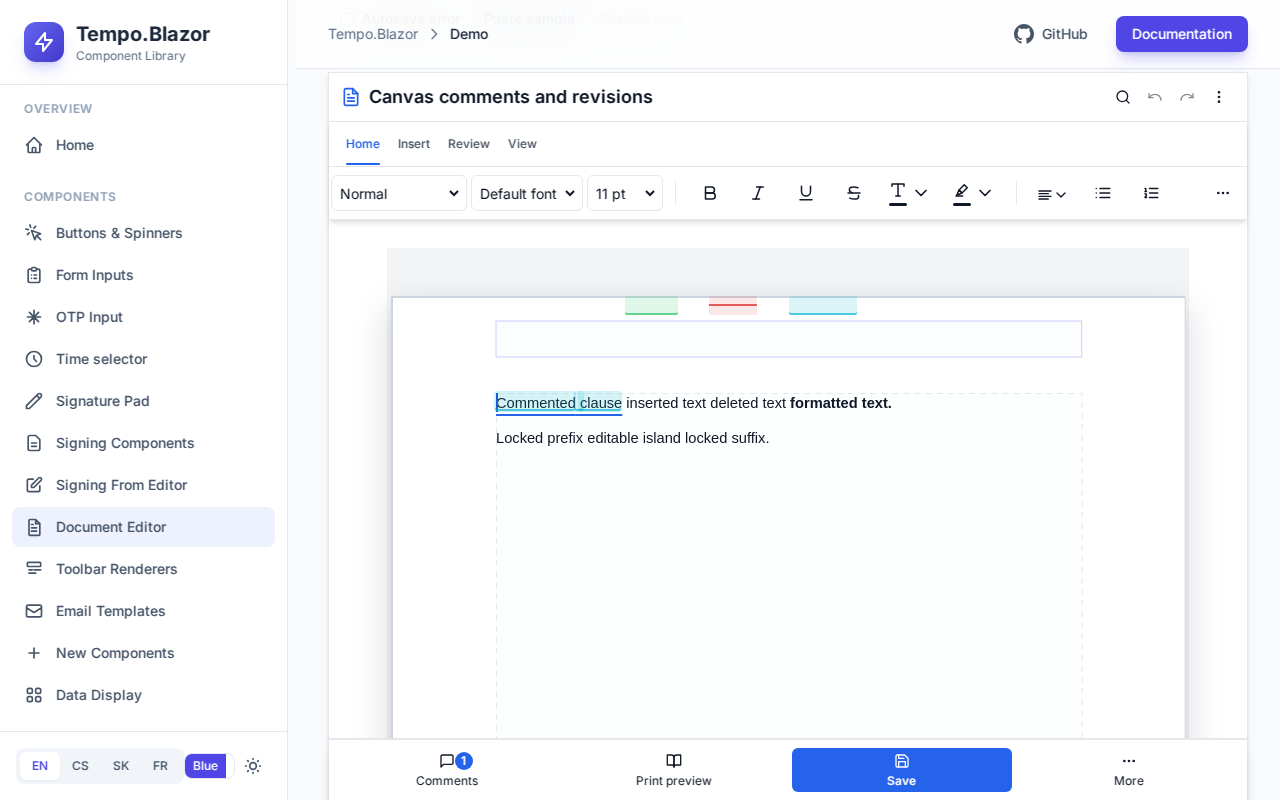 Tempo.Blazor
Component Library
OVERVIEW
Home
COMPONENTS
Buttons & Spinners
Form Inputs
OTP Input
Time selector
Signature Pad
Signing Components
Signing From Editor
Document Editor
Toolbar Renderers
Email Templates
New Components
Data Display
EN CS SK FR Blue
Autosave error Paste sample
Tempo.Blazor Demo
GitHub
Documentation
Canvas comments and revisions
Home Insert Review View
Normal Default font 11 pt
Commented clause inserted text deleted text formatted text.
Locked prefix editable island locked suffix.
1
Comments Print preview Save More